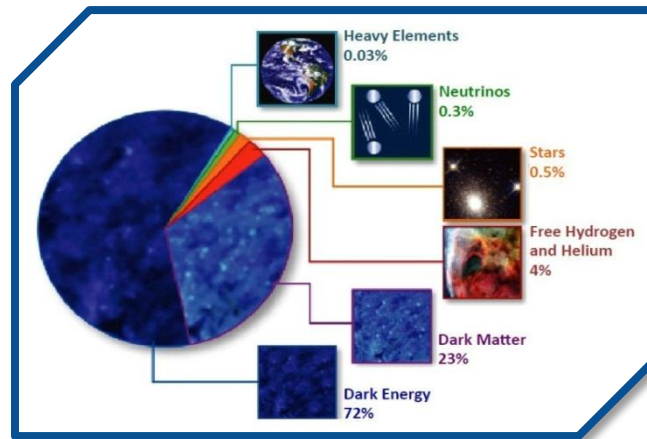 Heavy Elements
0.03%
Neutrinos
0.3%
Stars
0.5%
Free Hydrogen
and Helium
4%
Dark Matter
23%
Dark Energy
72%